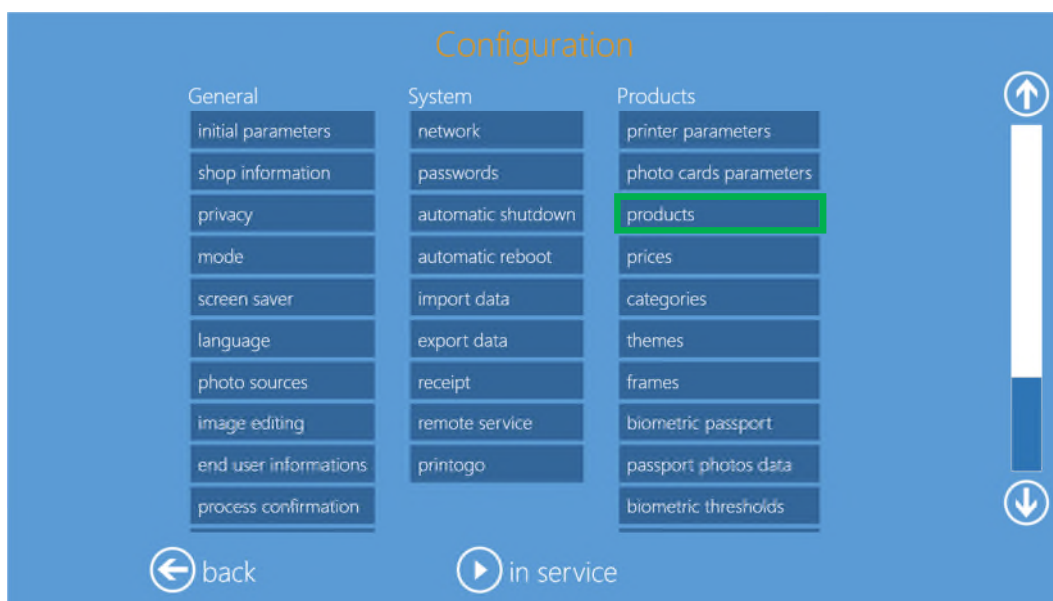 Configuration
General
initial parameters
shop information
privacy
mode
screen saver
language
photo sources
image editing
end user informations
process confirmation
System
network
passwords
automatic shutdown
automatic reboot
import data
export data
receipt
remote service
printogo
Products
printer parameters
photo cards parameters
products
prices
categories
themes
frames
biometric passport
passport photos data
biometric thresholds
back
in service